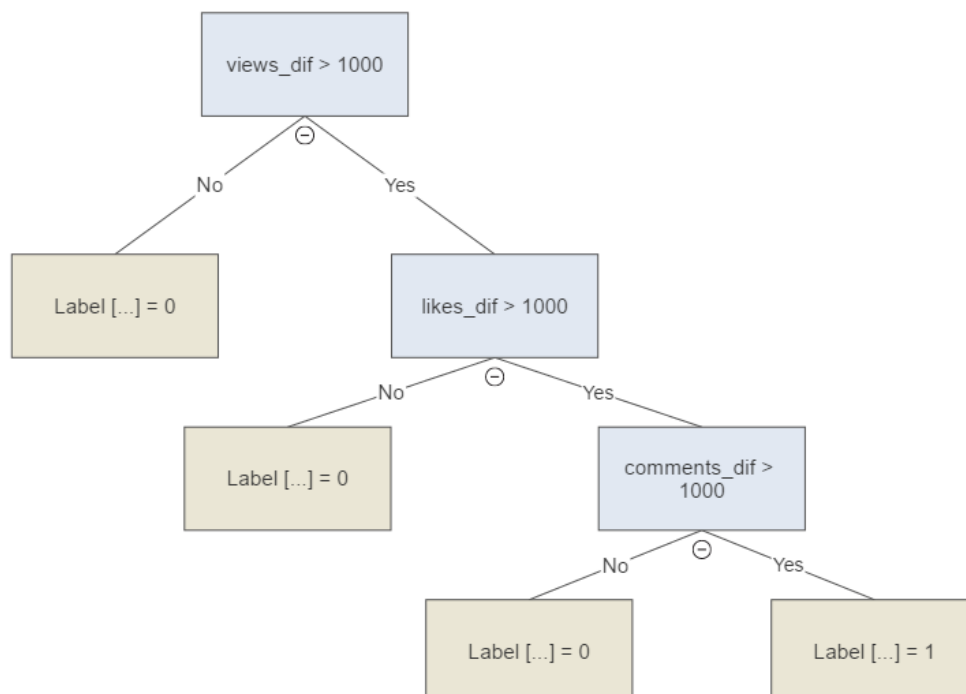 views_dif > 1000
No
Yes
Label [...] = 0
likes_dif > 1000
No
Yes
Label [...] = 0
comments_dif >
1000
No
Yes
Label [...] = 0
Label [...] = 1